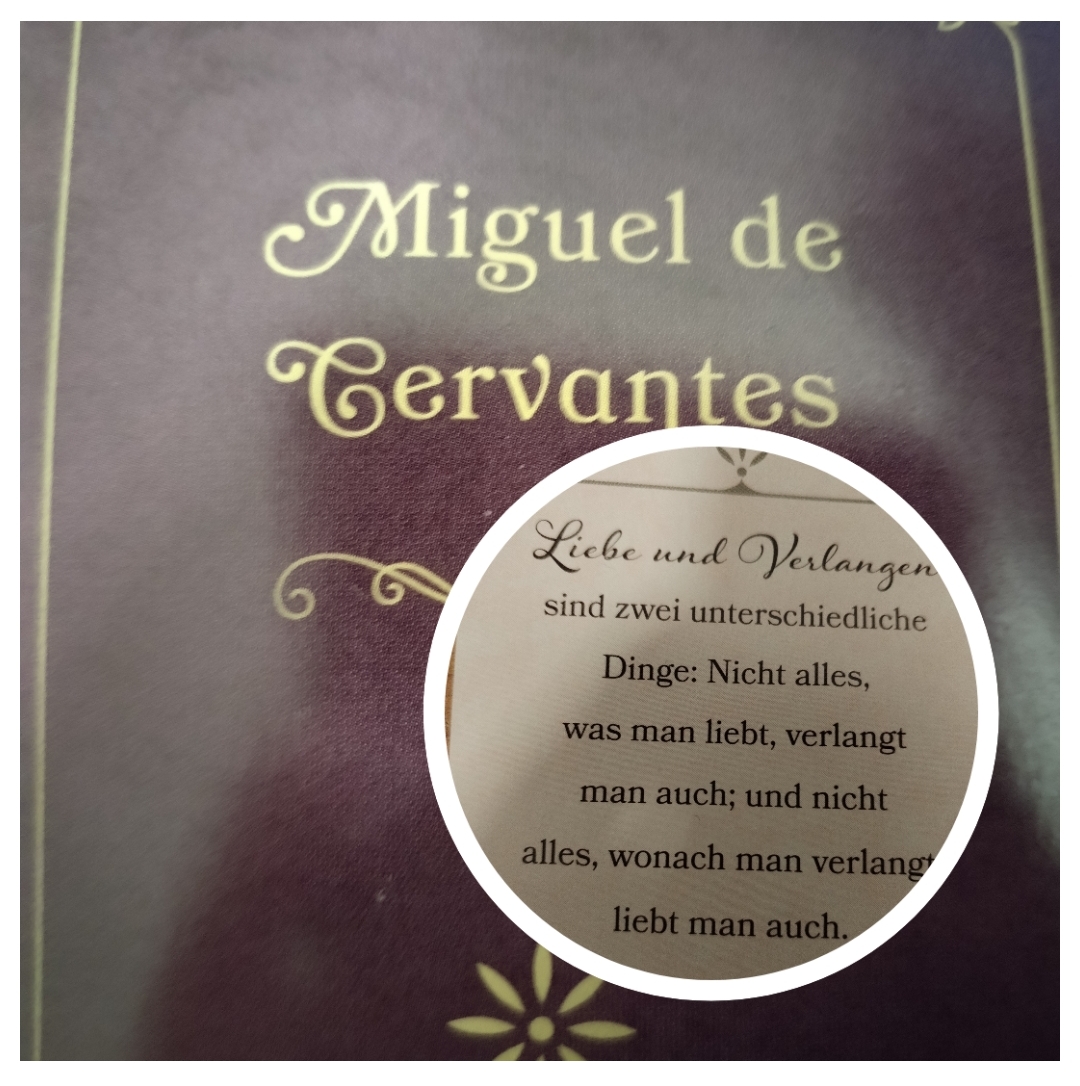 Miguel de
Cervantes
Liebe und Verlangen
sind zwei unterschiedliche
Dinge: Nicht alles,
was man liebt, verlangt
man auch; und nicht
alles, wonach man verlangt
liebt man auch.